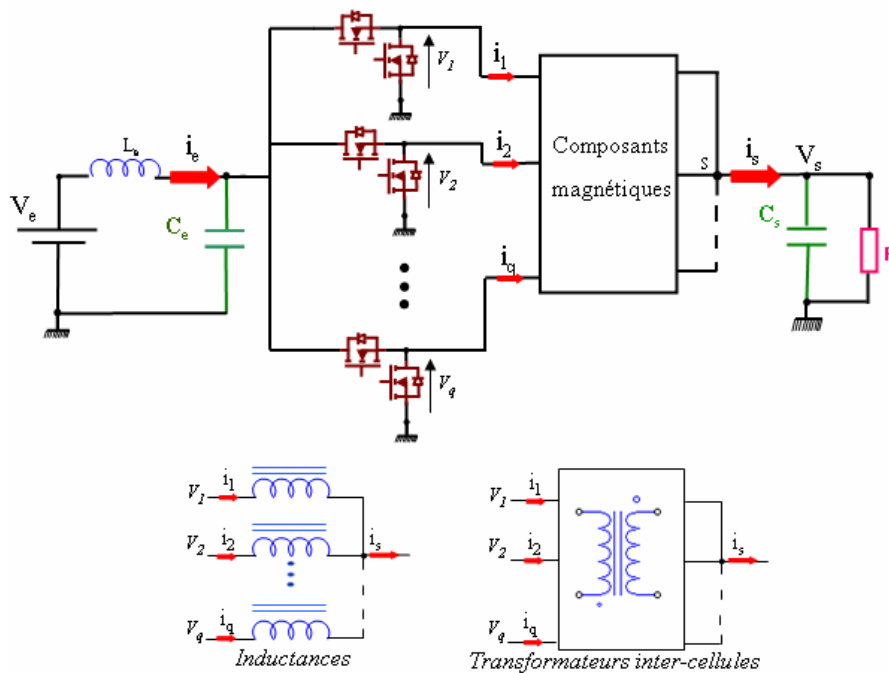 V1
i1
Le
ie
i2
Composants
magnétiques
S
is
Vs
Ve
Ce
V2
Cs
R
iq
Vq
V1
i1
V2
i2
is
Vq
iq
Inductances
V1
i1
V2
i2
is
Vq
iq
Transformateurs inter-cellules